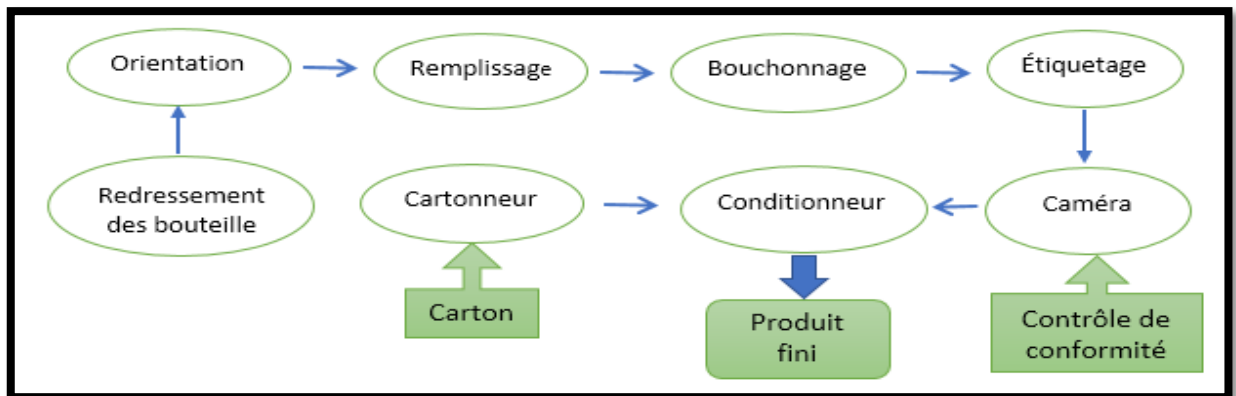 Orientation
Remplissage
Bouchonnage
Étiquetage
Redressement
des bouteille
Cartonneur
Conditionneur
Caméra
Carton
Produit
fini
Contrôle de
conformité